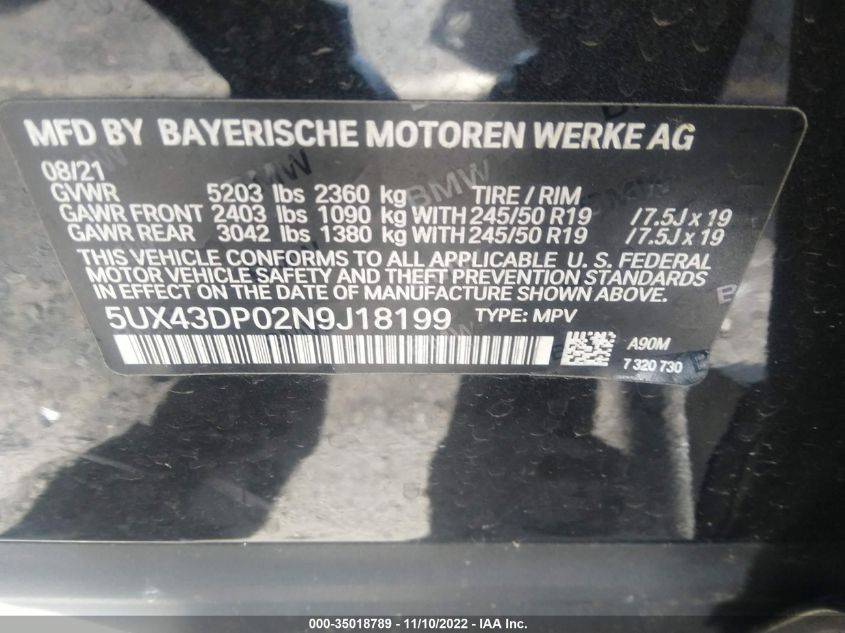 MFD BY BAYERISCHE MOTOREN WERKE AG
08/21
GVWR 5203 lbs 2360 kg TIRE / RIM
GAWR FRONT 2403 lbs 1090 kg WITH 245/50 R19 /7.5J x 19
GAWR REAR 3042 lbs 1380 kg WITH 245/50 R19 /7.5J x 19
THIS VEHICLE CONFORMS TO ALL APPLICABLE U. S. FEDERAL
MOTOR VEHICLE SAFETY AND THEFT PREVENTION STANDARDS
IN EFFECT ON THE DATE OF MANUFACTURE SHOWN ABOVE.
5UX43DP02N9J18199 TYPE: MPV
A90M
7 320 730
000-35018789 - 11/10/2022 - IAA Inc.